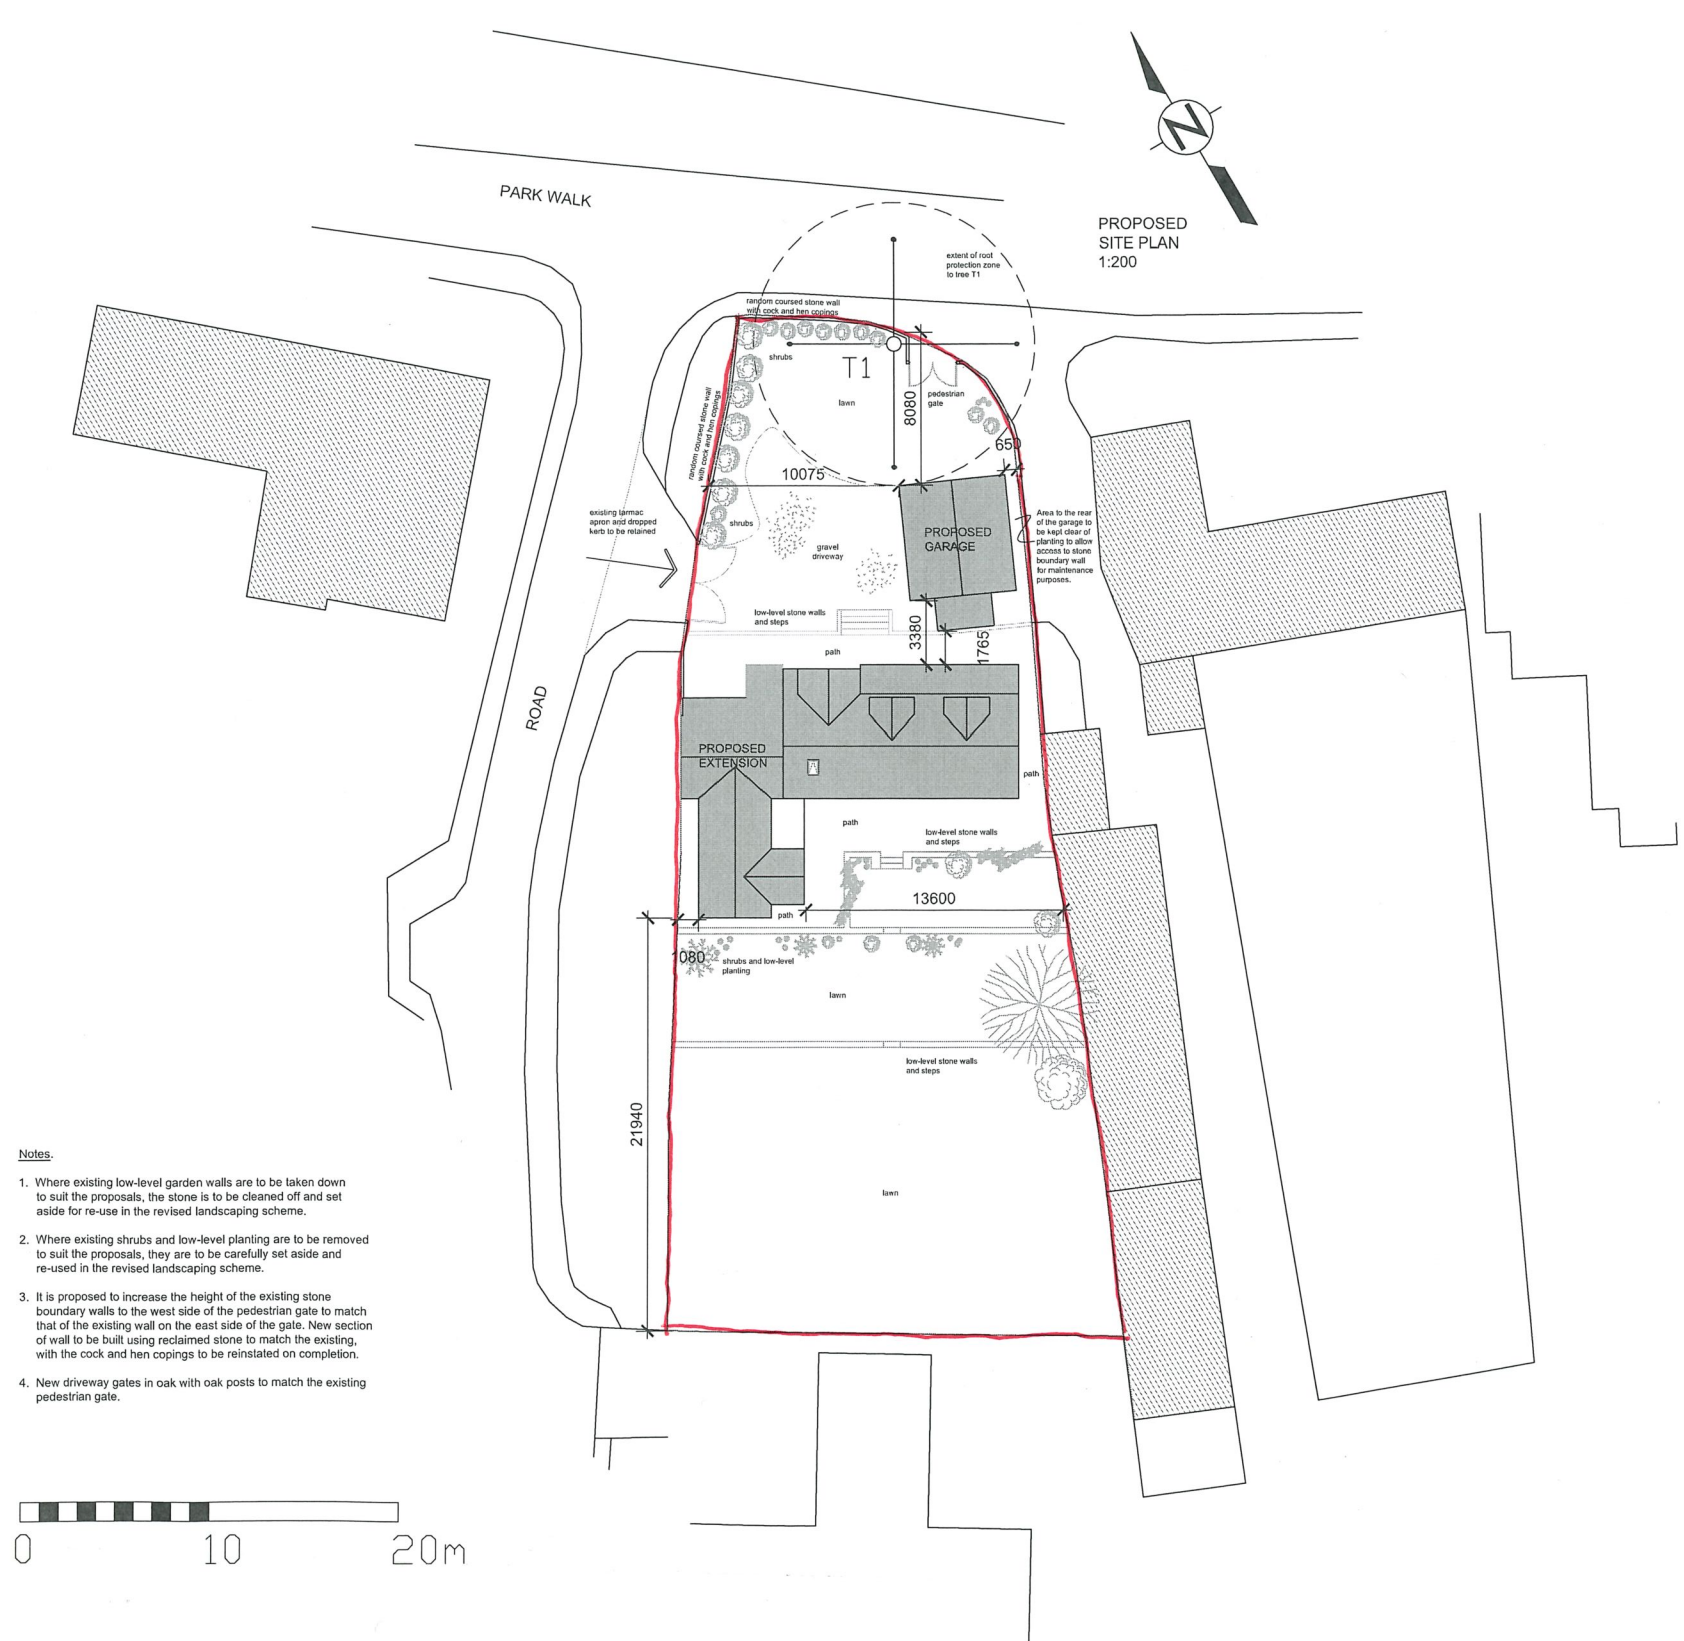 PARK WALK
N
PROPOSED
SITE PLAN
1:200
extent of root
protection zone
to tree T1
random coursed stone wall
with cock and hen copings
shrubs
T1
lawn
pedestrian
gate
8080
random coursed stone wall
with cock and hen copings
650
10075
existing tarmac
apron and dropped
kerb to be retained
shrubs
gravel
driveway
PROPOSED
GARAGE
Area to the rear
of the garage to
be kept clear of
planting to allow
access to stone
boundary wall
for maintenance
purposes.
low-level stone walls
and steps
3380
1765
path
ROAD
PROPOSED
EXTENSION
path
path
low-level stone walls
and steps
13600
path
1080
shrubs and low-level
planting
lawn
low-level stone walls
and steps
21940
lawn
Notes.
1. Where existing low-level garden walls are to be taken down
to suit the proposals, the stone is to be cleaned off and set
aside for re-use in the revised landscaping scheme.
2. Where existing shrubs and low-level planting are to be removed
to suit the proposals, they are to be carefully set aside and
re-used in the revised landscaping scheme.
3. It is proposed to increase the height of the existing stone
boundary walls to the west side of the pedestrian gate to match
that of the existing wall on the east side of the gate. New section
of wall to be built using reclaimed stone to match the existing,
with the cock and hen copings to be reinstated on completion.
4. New driveway gates in oak with oak posts to match the existing
pedestrian gate.
0 10 20m